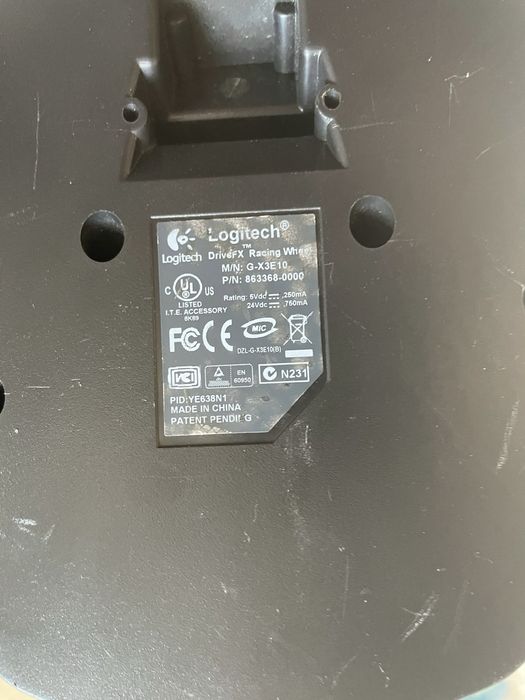 Logitech®
Logitech
DriveFX™ Racing Wheel
M/N: G-X3E10
P/N: 863368-0000
C UL US
LISTED
I.T.E. ACCESSORY
8K89
Rating: 5Vdc ⎓ .250mA
24Vdc ⎓ .750mA
FC CE MIC
DZL-G-X3E10(B)
VCI
EN
60950
N231
PID:YE638N1
MADE IN CHINA
PATENT PENDING